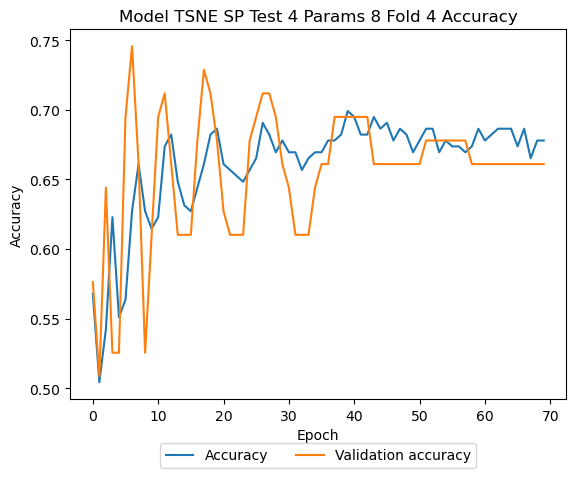 Model TSNE SP Test 4 Params 8 Fold 4 Accuracy
0.75
0.70
0.65
0.60
0.55
0.50
Accuracy
0 10 20 30 40 50 60 70
Epoch
Accuracy Validation accuracy